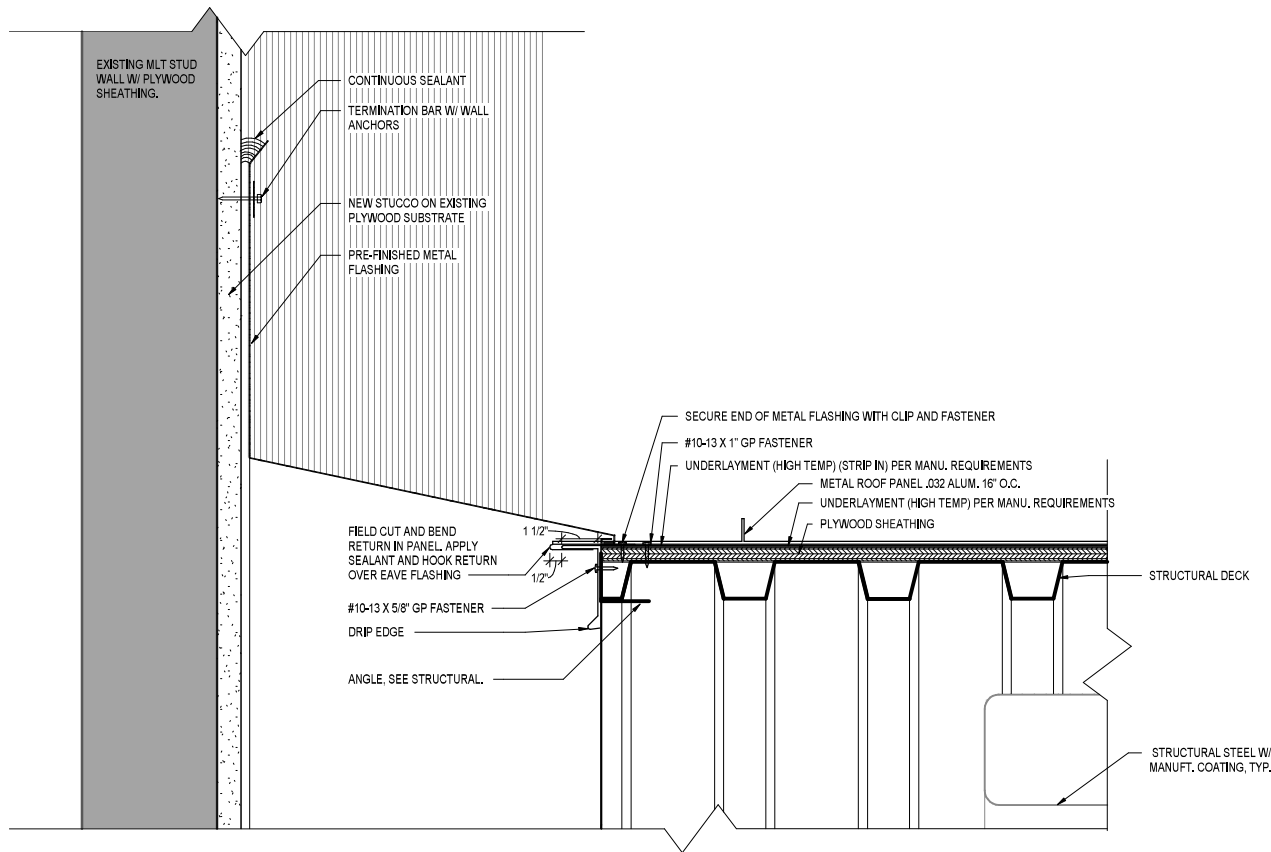 EXISTING MLT STUD
WALL W/ PLYWOOD
SHEATHING.
CONTINUOUS SEALANT
TERMINATION BAR W/ WALL
ANCHORS
NEW STUCCO ON EXISTING
PLYWOOD SUBSTRATE
PRE-FINISHED METAL
FLASHING
SECURE END OF METAL FLASHING WITH CLIP AND FASTENER
#10-13 X 1" GP FASTENER
UNDERLAYMENT (HIGH TEMP) (STRIP IN) PER MANU. REQUIREMENTS
METAL ROOF PANEL .032 ALUM. 16" O.C.
UNDERLAYMENT (HIGH TEMP) PER MANU. REQUIREMENTS
PLYWOOD SHEATHING
FIELD CUT AND BEND
RETURN IN PANEL. APPLY
SEALANT AND HOOK RETURN
OVER EAVE FLASHING
1 1/2"
1/2"
#10-13 X 5/8" GP FASTENER
DRIP EDGE
ANGLE, SEE STRUCTURAL.
STRUCTURAL DECK
STRUCTURAL STEEL W/
MANUFT. COATING, TYP.